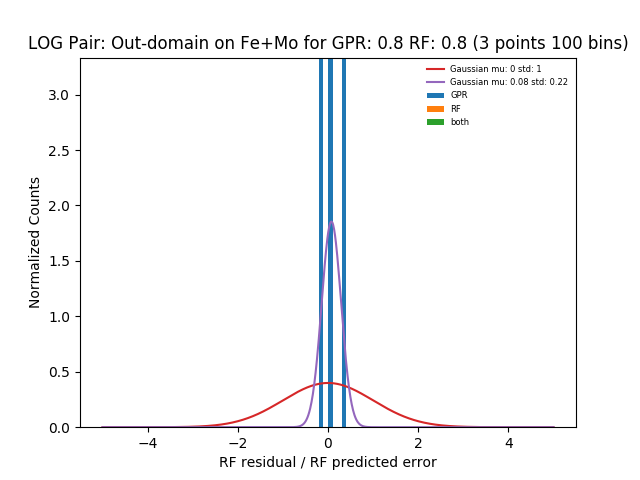 LOG Pair: Out-domain on Fe+Mo for GPR: 0.8 RF: 0.8 (3 points 100 bins)
Gaussian mu: 0 std: 1
Gaussian mu: 0.08 std: 0.22
GPR
RF
both
Normalized Counts
3.0
2.5
2.0
1.5
1.0
0.5
0.0
−4
−2
0
2
4
RF residual / RF predicted error